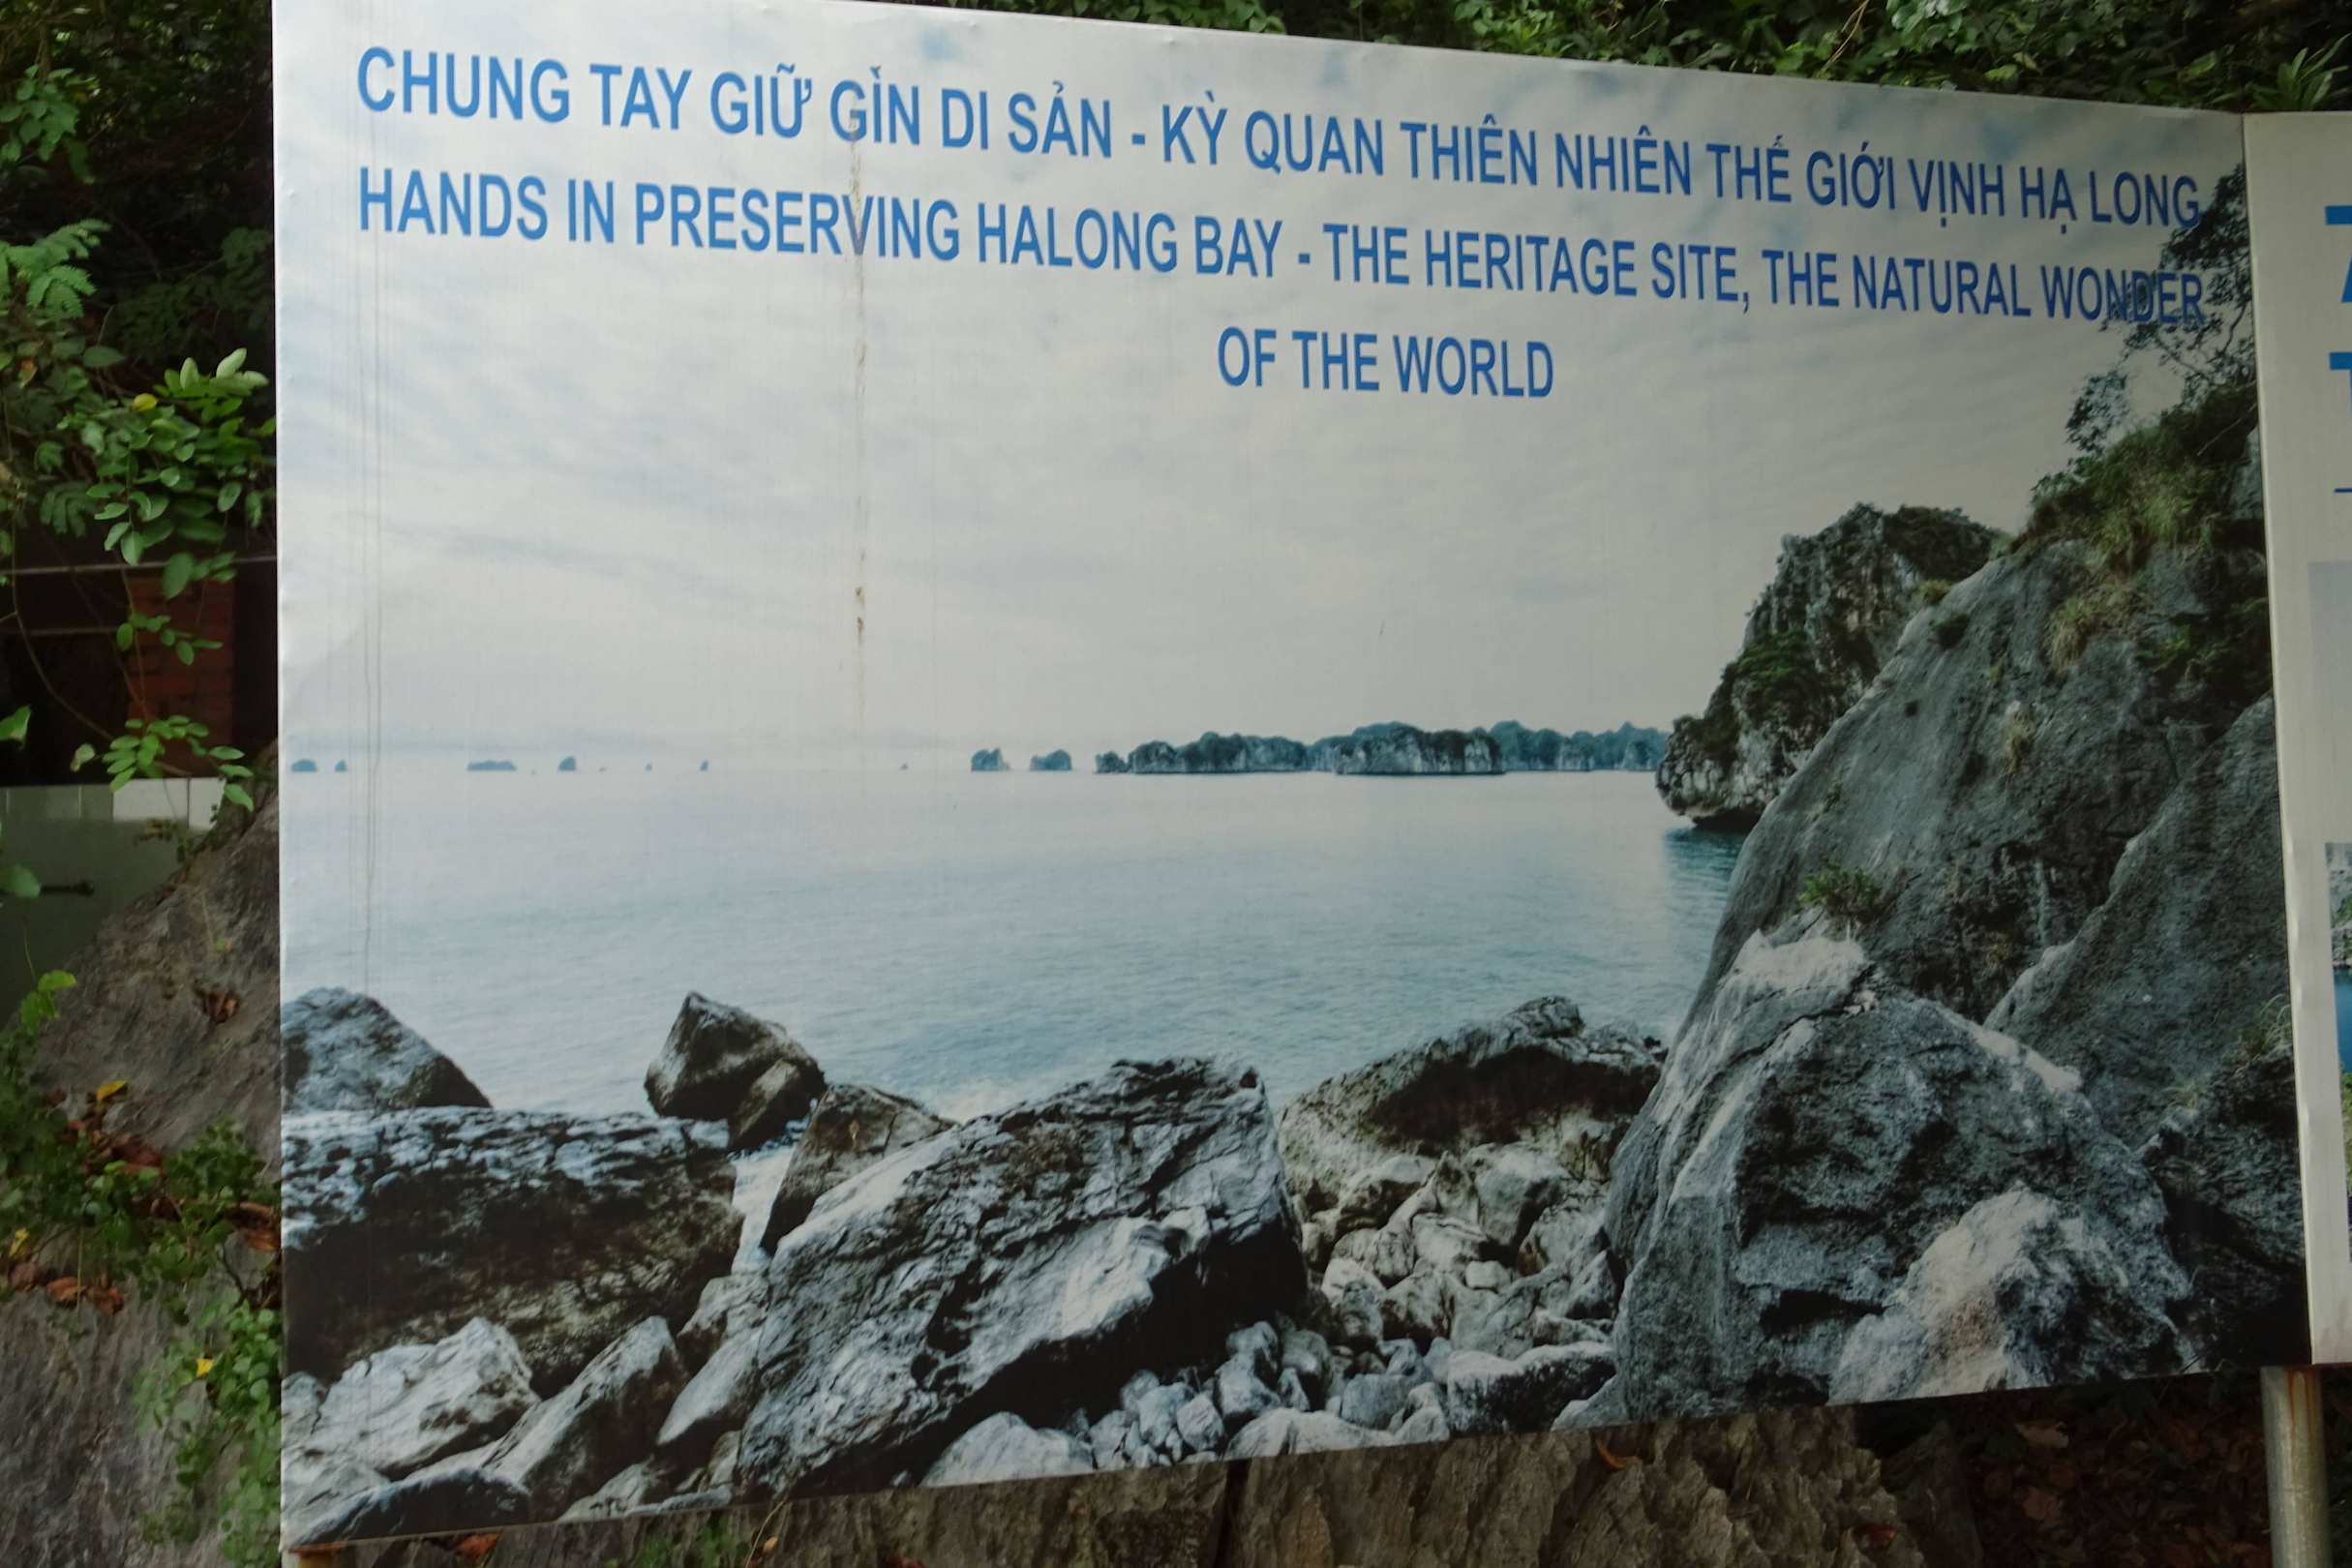 CHUNG TAY GIỮ GÌN DI SẢN - KỲ QUAN THIÊN NHIÊN THẾ GIỚI VỊNH HẠ LONG
HANDS IN PRESERVING HALONG BAY - THE HERITAGE SITE, THE NATURAL WONDER
OF THE WORLD